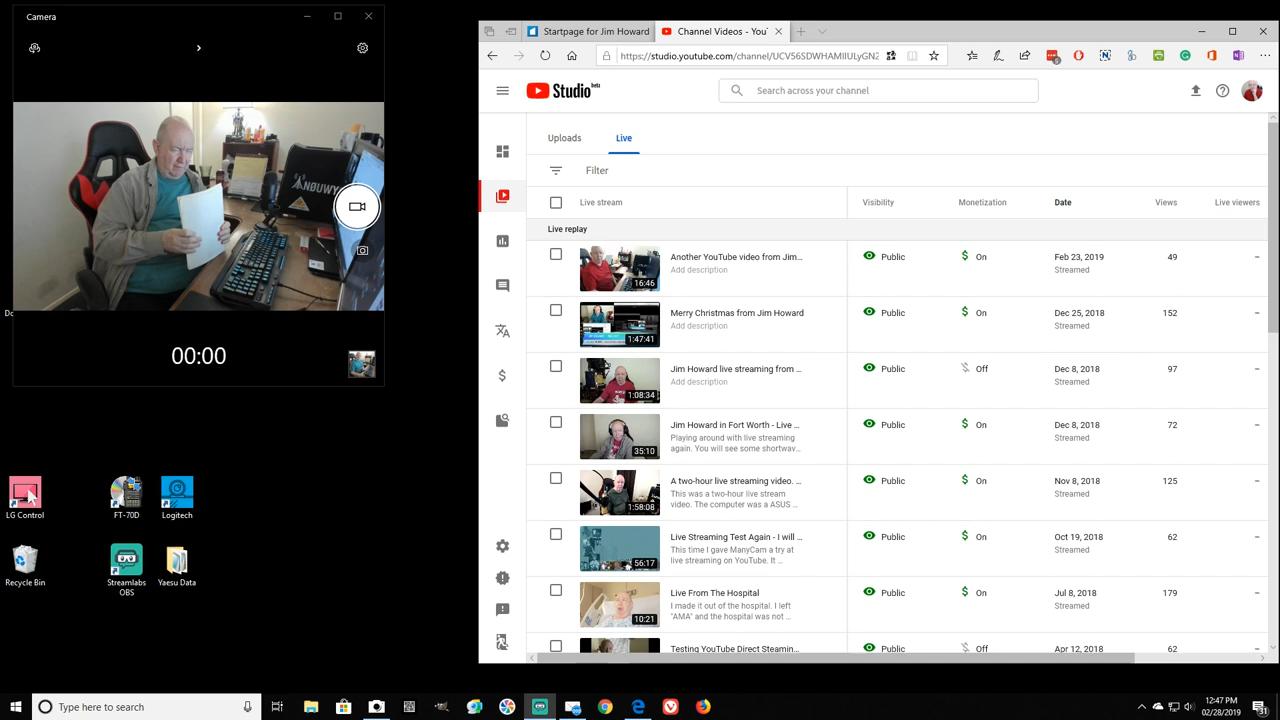 Camera
ANØUWY
00:00
LG Control
FT-70D
Logitech
Recycle Bin
Streamlabs
OBS
Yaesu Data
Startpage for Jim Howard
Channel Videos - You
https://studio.youtube.com/channel/
Studio beta
Search across your channel
Uploads
Live
Filter
Live stream
Visibility
Monetization
Date
Views
Live viewers
Live replay
16:46
Another YouTube video from Jim...
Add description
Public
On
Feb 23, 2019
Streamed
49
–
1:47:41
Merry Christmas from Jim Howard
Add description
Public
On
Dec 25, 2018
Streamed
152
–
1:08:34
Jim Howard live streaming from ...
Add description
Public
Off
Dec 8, 2018
Streamed
97
–
35:10
Jim Howard in Fort Worth - Live ...
Playing around with live streaming
again. You will see some shortwav...
Public
On
Dec 8, 2018
Streamed
72
–
1:58:08
A two-hour live streaming video. ...
This was a two-hour live stream
video. The computer was a ASUS ...
Public
On
Nov 8, 2018
Streamed
125
–
56:17
Live Streaming Test Again - I will ...
This time I gave ManyCam a try at
live streaming on YouTube. It ...
Public
On
Oct 19, 2018
Streamed
62
–
10:21
Live From The Hospital
I made it out of the hospital. I left
"AMA" and the hospital was not ...
Public
On
Jul 8, 2018
Streamed
179
–
Testing YouTube Direct Steamin...
Public
Off
Apr 12, 2018
62
–
Type here to search
12:47 PM
02/28/2019
31